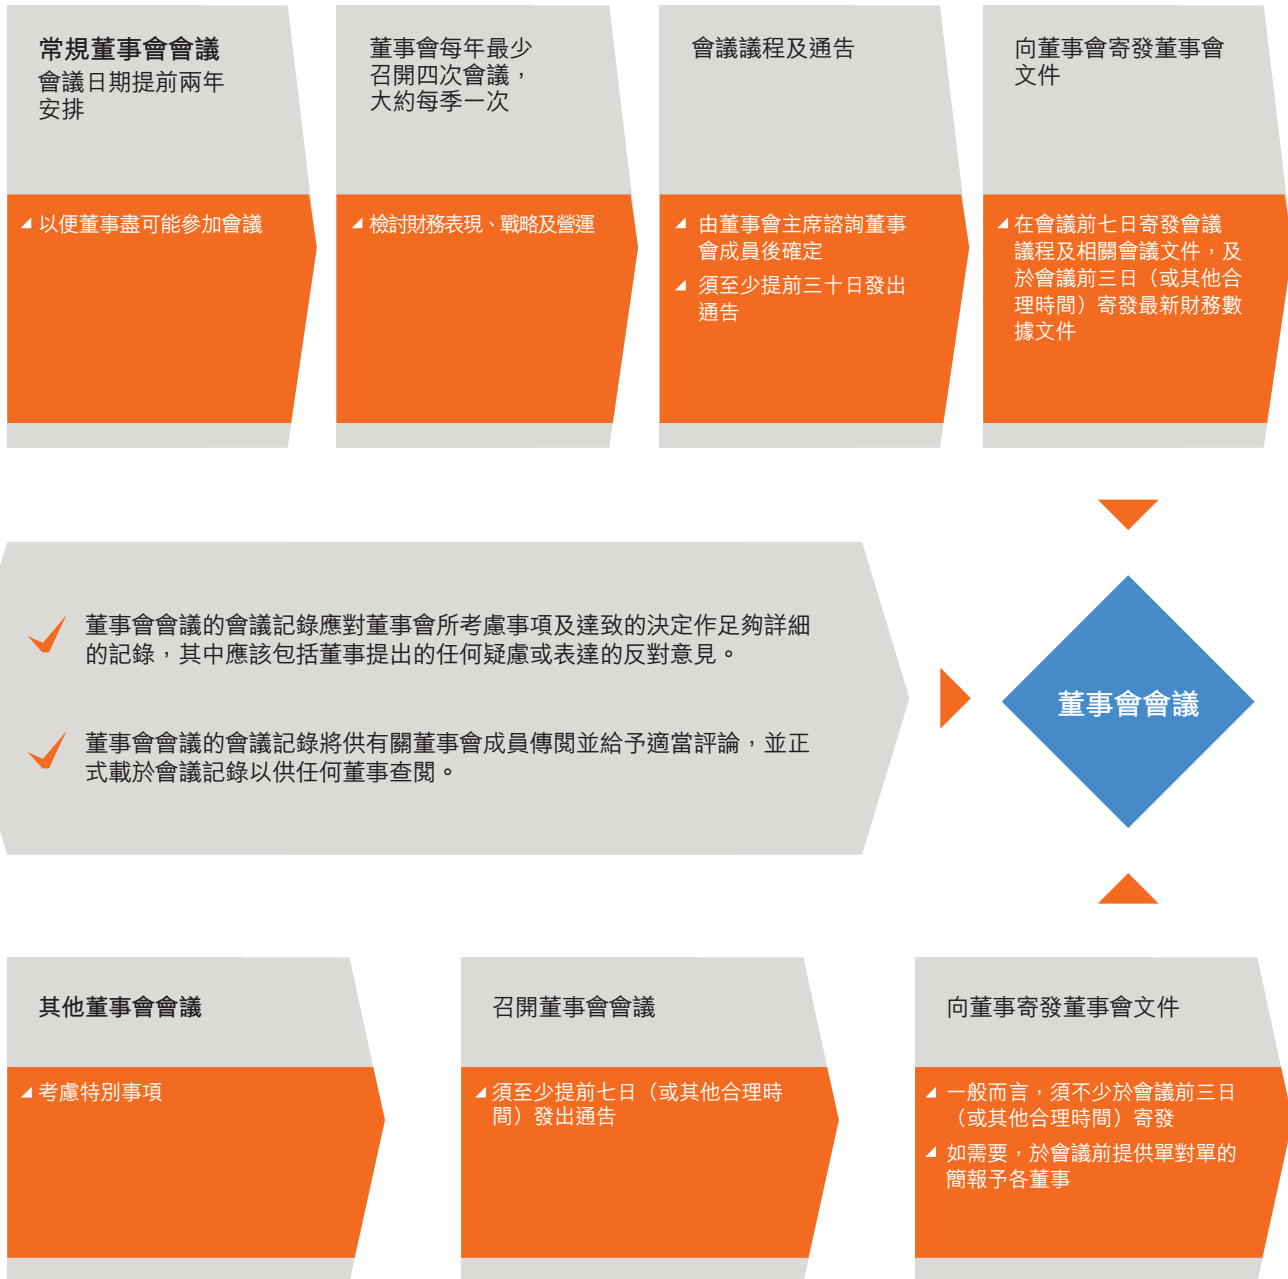 常規董事會會議
會議日期提前兩年
安排
以便董事盡可能參加會議
董事會每年最少
召開四次會議，
大約每季一次
檢討財務表現、戰略及營運
會議議程及通告
由董事會主席諮詢董事
會成員後確定
須至少提前三十日發出
通告
向董事會寄發董事會
文件
在會議前七日寄發會議
議程及相關會議文件，及
於會議前三日（或其他合
理時間）寄發最新財務數
據文件
董事會會議的會議記錄應對董事會所考慮事項及達致的決定作足夠詳細
的記錄，其中應該包括董事提出的任何疑慮或表達的反對意見。
董事會會議的會議記錄將供有關董事會成員傳閱並給予適當評論，並正
式載於會議記錄以供任何董事查閱。
董事會會議
其他董事會會議
考慮特別事項
召開董事會會議
須至少提前七日（或其他合理時
間）發出通告
向董事寄發董事會文件
一般而言，須不少於會議前三日
（或其他合理時間）寄發
如需要，於會議前提供單對單的
簡報予各董事